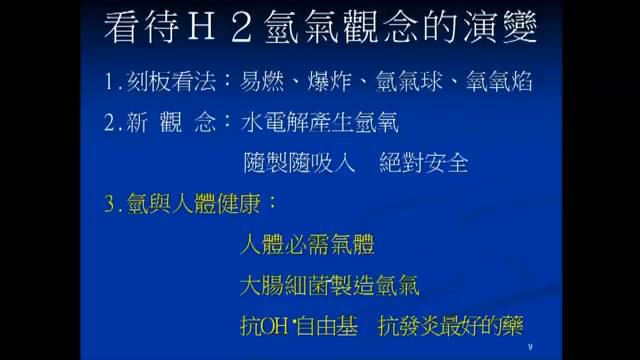 看待H2氫氣觀念的演變
1.刻板看法：易燃、爆炸、氫氣球、氧氧焰
2.新 觀 念：水電解產生氫氧
隨製隨吸入 絕對安全
3.氫與人體健康：
人體必需氣體
大腸細菌製造氫氣
抗OH•自由基 抗發炎最好的藥
9